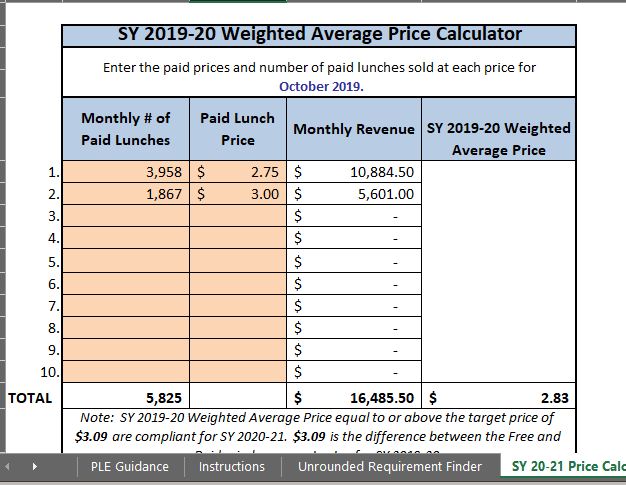 SY 2019-20 Weighted Average Price Calculator
Enter the paid prices and number of paid lunches sold at each price for
October 2019.
Monthly # of Paid Lunches Paid Lunch Price Monthly Revenue SY 2019-20 Weighted Average Price
1. 3,958 $ 2.75 $ 10,884.50
2. 1,867 $ 3.00 $ 5,601.00
3. $ -
4. $ -
5. $ -
6. $ -
7. $ -
8. $ -
9. $ -
10. $ -
TOTAL 5,825 $ 16,485.50 $ 2.83
Note: SY 2019-20 Weighted Average Price equal to or above the target price of
$3.09 are compliant for SY 2020-21. $3.09 is the difference between the Free and
PLE Guidance Instructions Unrounded Requirement Finder SY 20-21 Price Calc